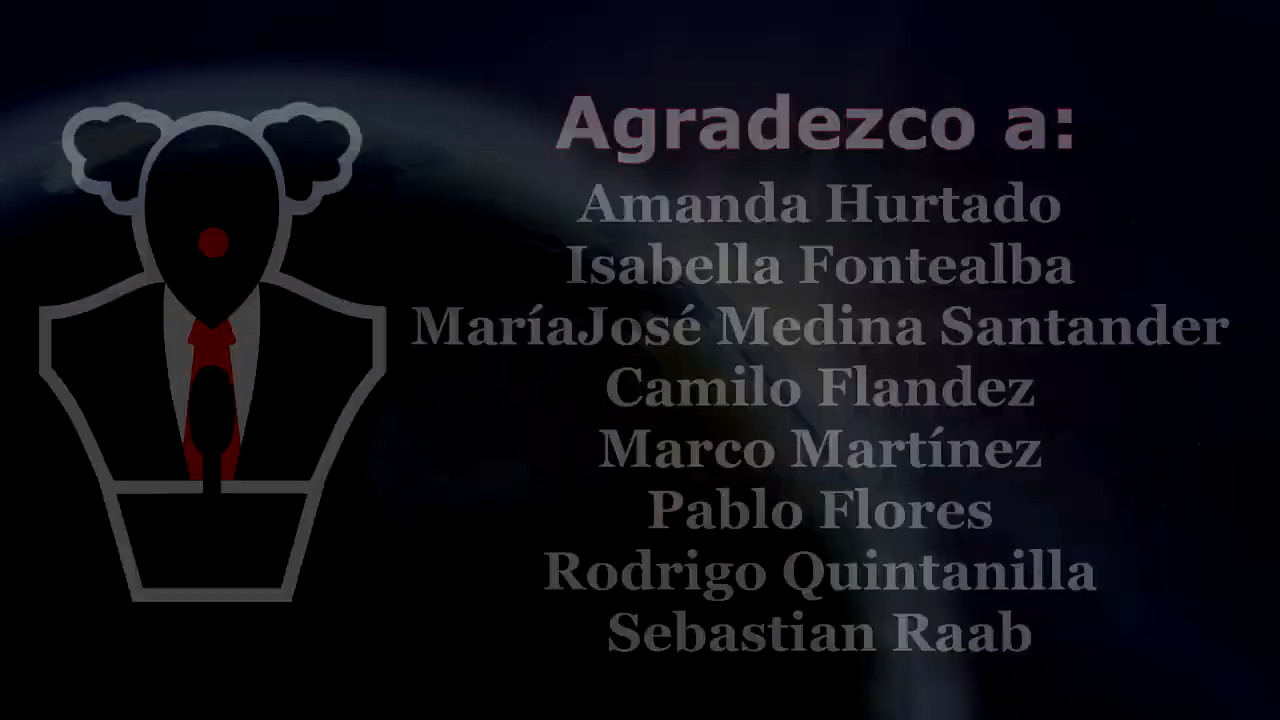 Agradezco a:
Amanda Hurtado
Isabella Fontealba
MaríaJosé Medina Santander
Camilo Flandez
Marco Martínez
Pablo Flores
Rodrigo Quintanilla
Sebastian Raab